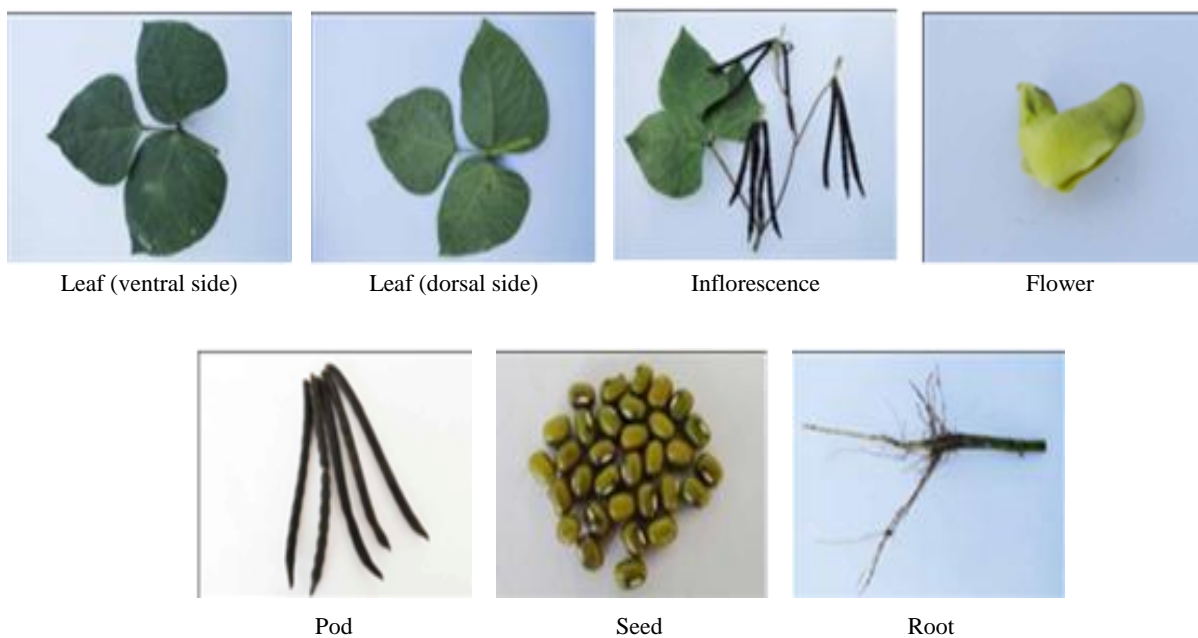 Leaf (ventral side)
Leaf (dorsal side)
Inflorescence
Flower
Pod
Seed
Root